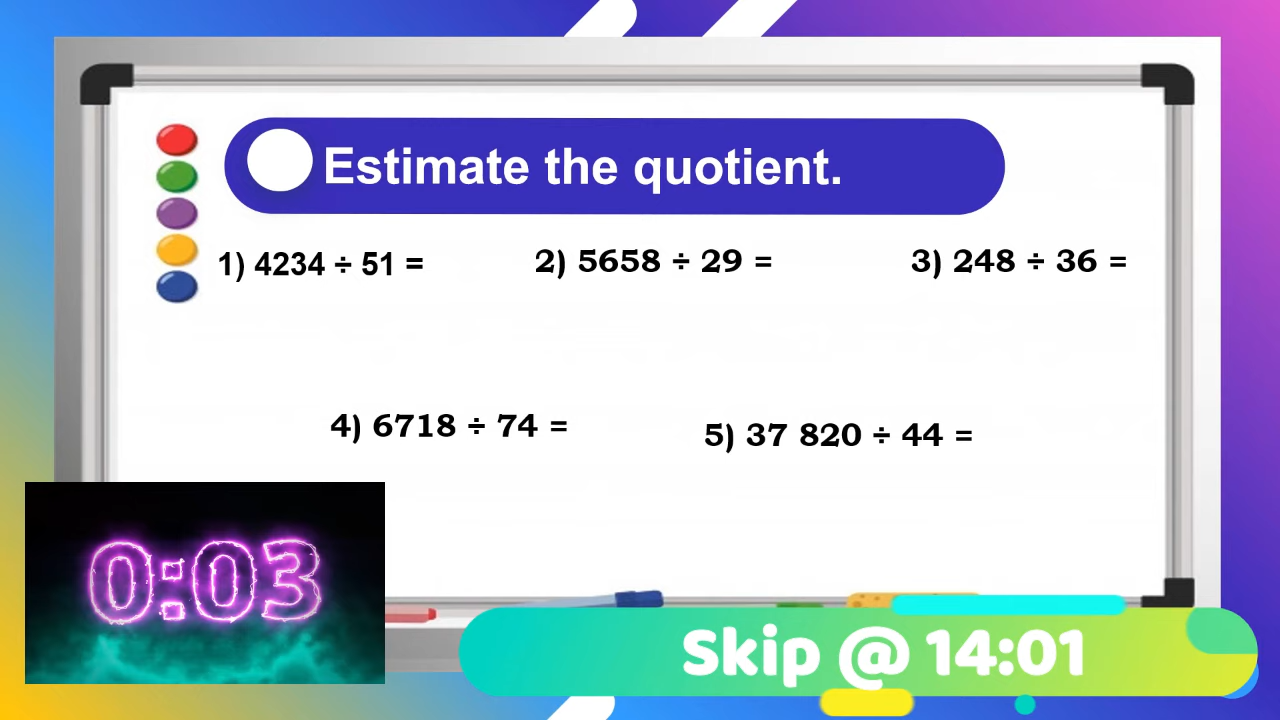 Estimate the quotient.
1) 4234 ÷ 51 =
2) 5658 ÷ 29 =
3) 248 ÷ 36 =
4) 6718 ÷ 74 =
5) 37 820 ÷ 44 =
0:03
Skip @ 14:01